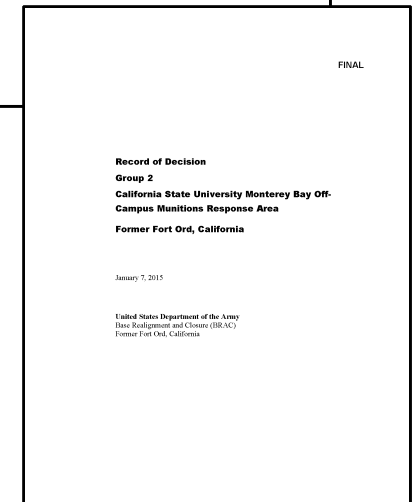 FINAL
Record of Decision
Group 2
California State University Monterey Bay Off-
Campus Munitions Response Area
Former Fort Ord, California
January 7, 2015
United States Department of the Army
Base Realignment and Closure (BRAC)
Former Fort Ord, California